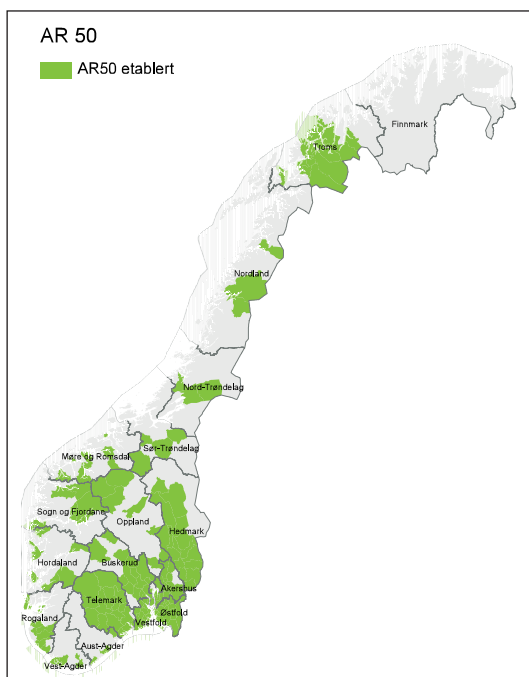 AR 50
AR50 etablert
Finnmark
Troms
Nordland
Nord-Trøndelag
Sør-Trøndelag
Møre og Romsdal
Sogn og Fjordane
Oppland
Hedmark
Hordaland
Buskerud
Akershus
Telemark
Østfold
Vestfold
Rogaland
Aust-Agder
Vest-Agder